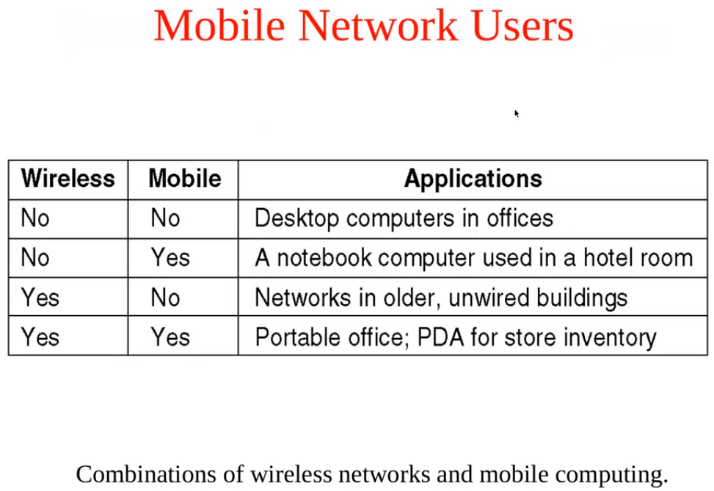 Mobile Network Users
Wireless Mobile Applications
No No Desktop computers in offices
No Yes A notebook computer used in a hotel room
Yes No Networks in older, unwired buildings
Yes Yes Portable office; PDA for store inventory
Combinations of wireless networks and mobile computing.